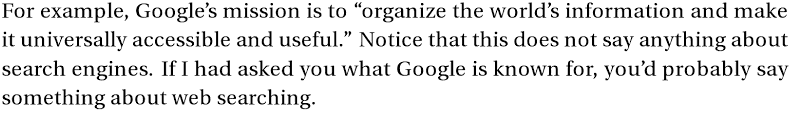 For example, Google’s mission is to “organize the world’s information and make
it universally accessible and useful.” Notice that this does not say anything about
search engines. If I had asked you what Google is known for, you’d probably say
something about web searching.